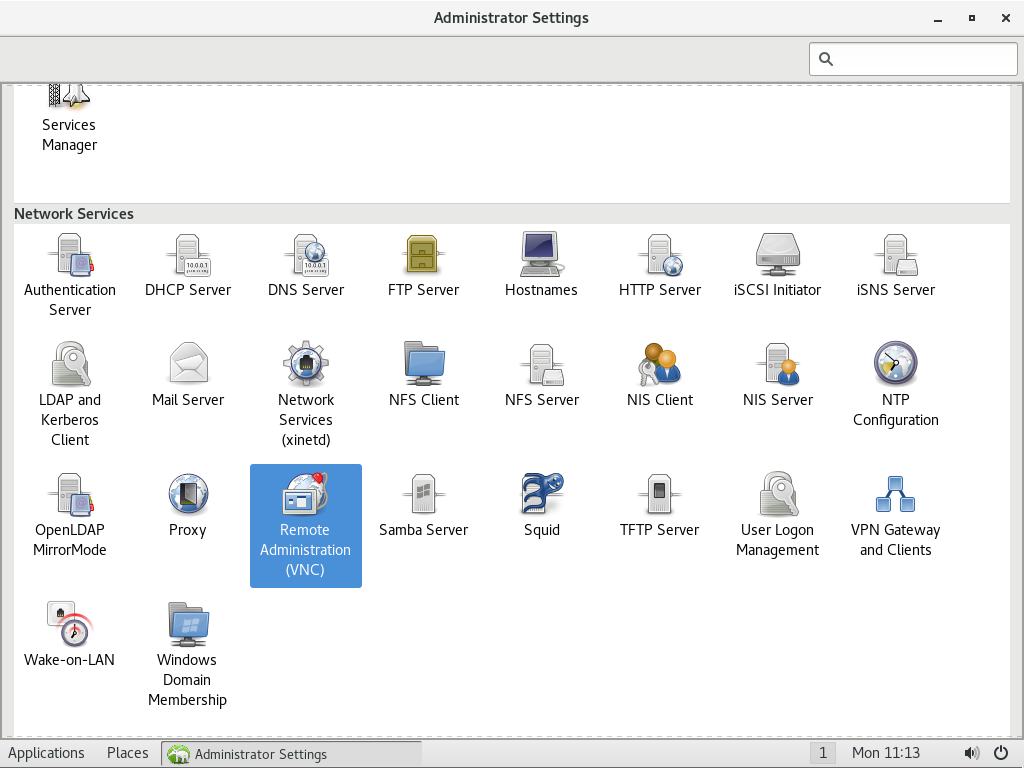 Administrator Settings
Services
Manager
Network Services
Authentication
Server
DHCP Server
DNS Server
FTP Server
Hostnames
HTTP Server
iSCSI Initiator
iSNS Server
LDAP and
Kerberos
Client
Mail Server
Network
Services
(xinetd)
NFS Client
NFS Server
NIS Client
NIS Server
NTP
Configuration
OpenLDAP
MirrorMode
Proxy
Remote
Administration
(VNC)
Samba Server
Squid
TFTP Server
User Logon
Management
VPN Gateway
and Clients
Wake-on-LAN
Windows
Domain
Membership
Applications Places Administrator Settings 1 Mon 11:13